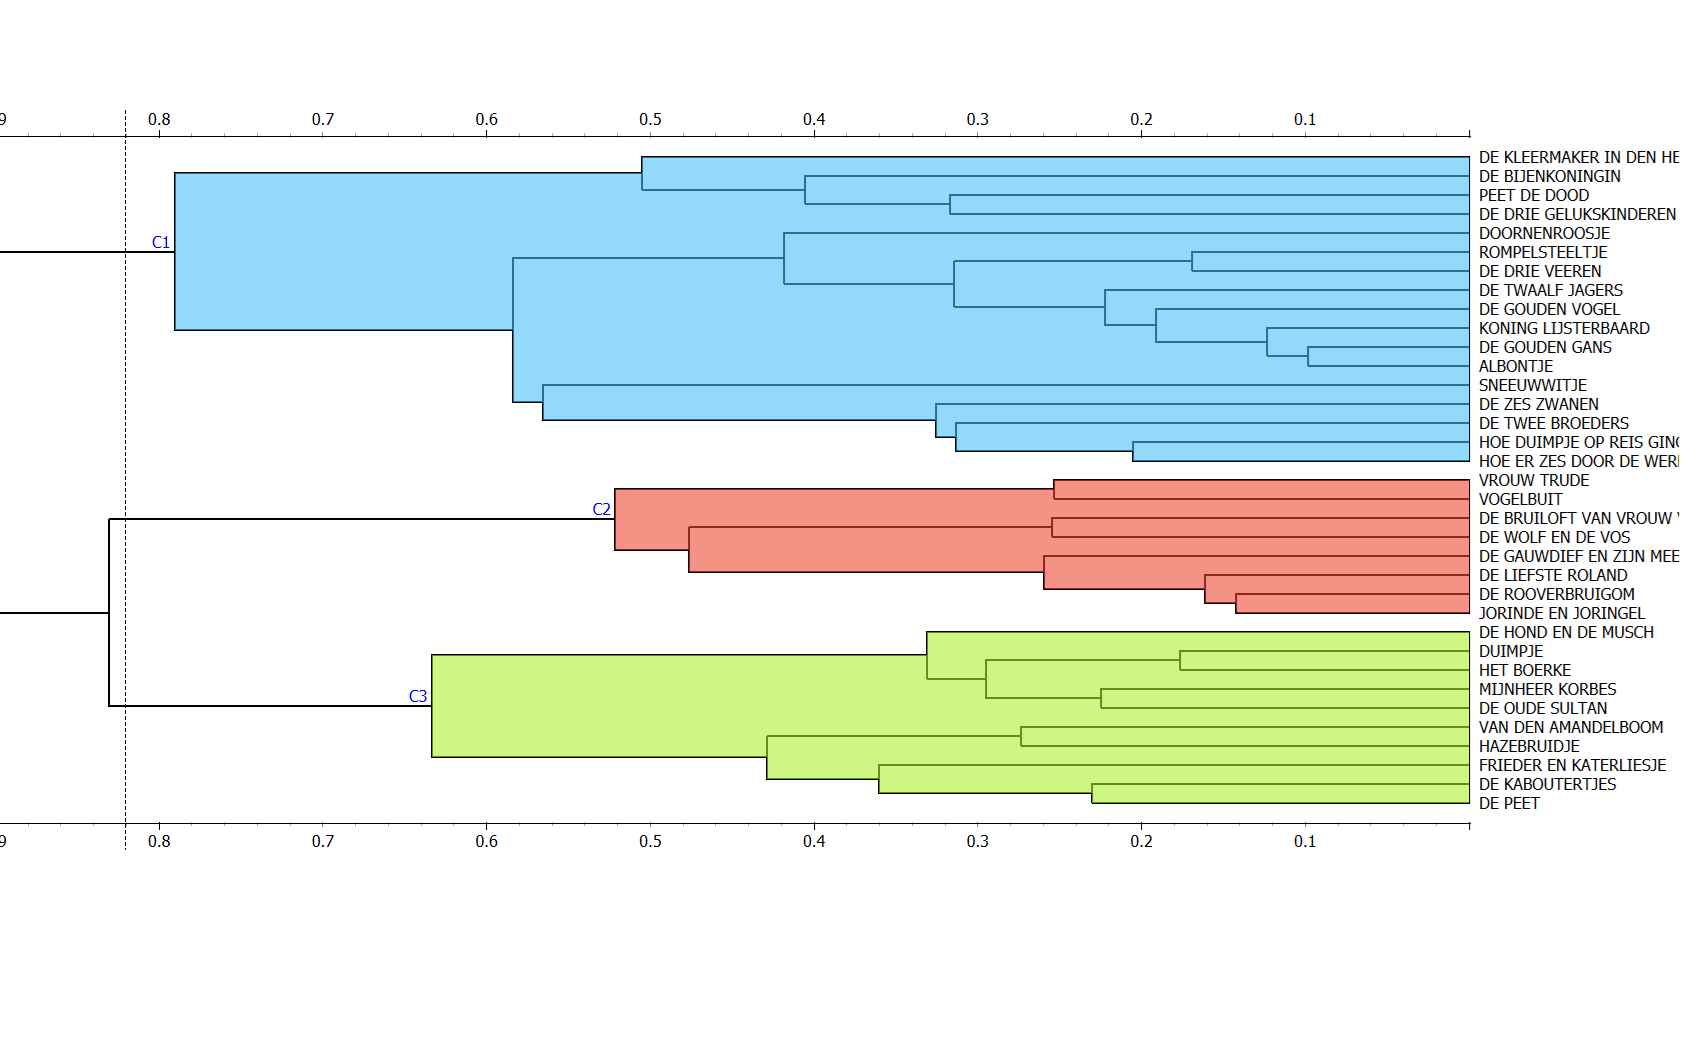 9 0.8 0.7 0.6 0.5 0.4 0.3 0.2 0.1
DE KLEERMAKER IN DEN HE
DE BIJENKONINGIN
PEET DE DOOD
DE DRIE GELUKSKINDEREN
DOORNENROOSJE
C1
ROMPELSTEELTJE
DE DRIE VEEREN
DE TWAALF JAGERS
DE GOUDEN VOGEL
KONING LIJSTERBAARD
DE GOUDEN GANS
ALBONTJE
SNEEUWWITJE
DE ZES ZWANEN
DE TWEE BROEDERS
HOE DUIMPJE OP REIS GING
HOE ER ZES DOOR DE WERE
VROUW TRUDE
VOGELBUIT
C2
DE BRUILOFT VAN VROUW
DE WOLF EN DE VOS
DE GAUWDIEF EN ZIJN MEE
DE LIEFSTE ROLAND
DE ROOVERBRUIGOM
JORINDE EN JORINGEL
DE HOND EN DE MUSCH
DUIMPJE
HET BOERKE
C3
MIJNHEER KORBES
DE OUDE SULTAN
VAN DEN AMANDELBOOM
HAZEBRUIDJE
FRIEDER EN KATERLIESJE
DE KABOUTERTJES
DE PEET
9 0.8 0.7 0.6 0.5 0.4 0.3 0.2 0.1